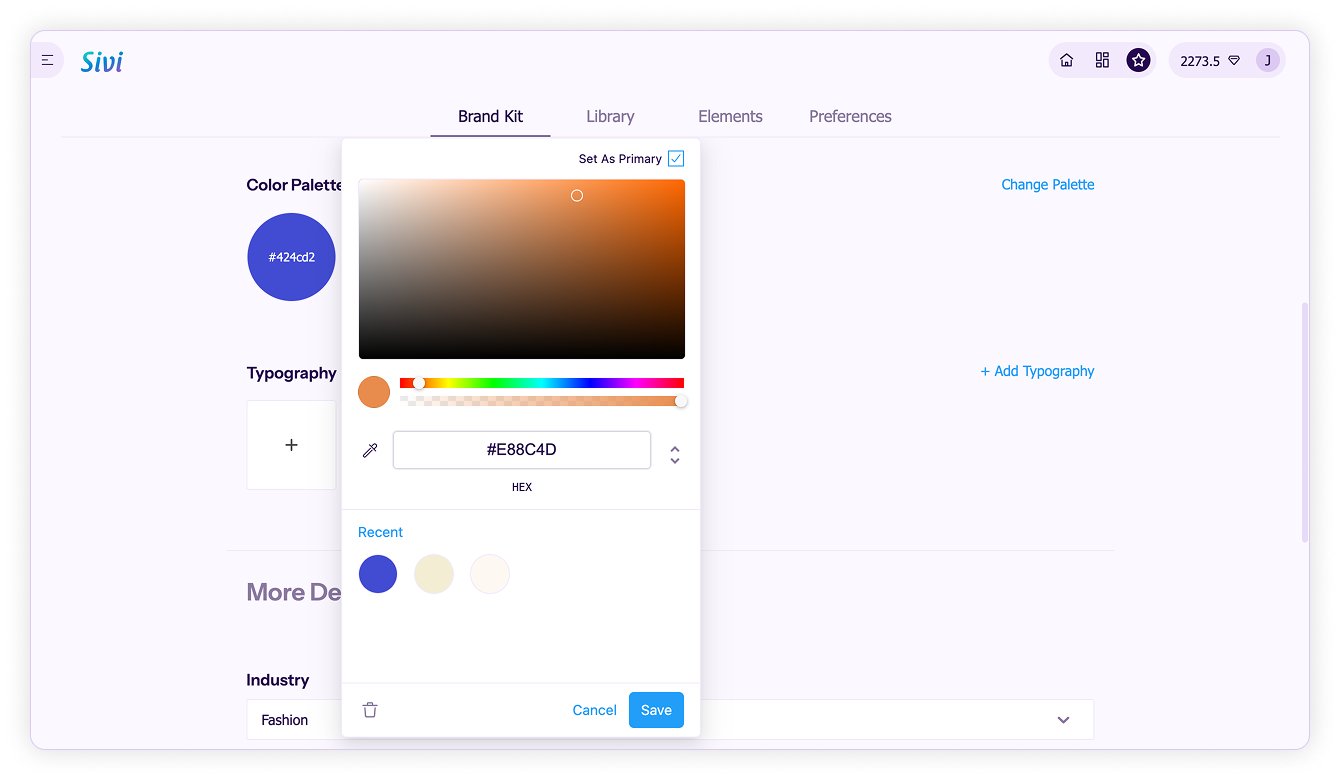 Sivi
2273.5
J
Brand Kit
Library
Elements
Preferences
Set As Primary
Color Palette
Change Palette
#424cd2
Typography
+ Add Typography
+
#E88C4D
HEX
Recent
More De
Industry
Fashion
Cancel
Save